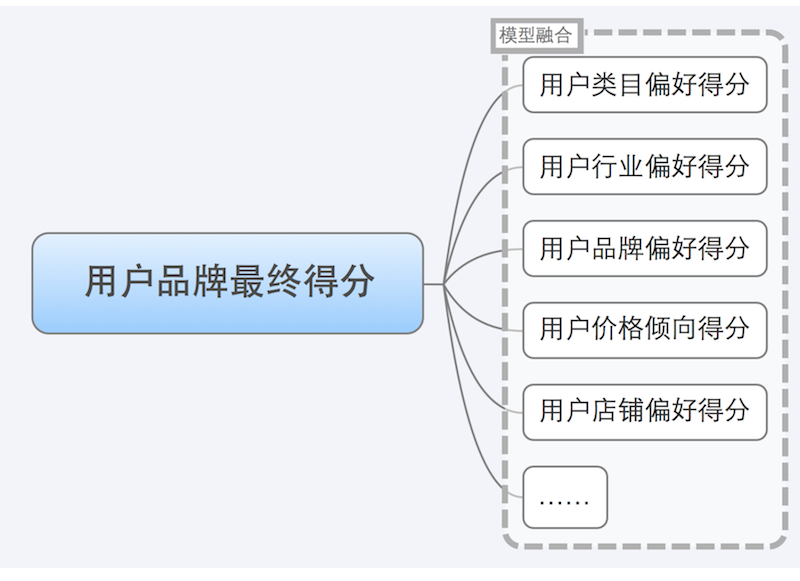 模型融合
用户类目偏好得分
用户行业偏好得分
用户品牌偏好得分
用户品牌最终得分
用户价格倾向得分
用户店铺偏好得分
……